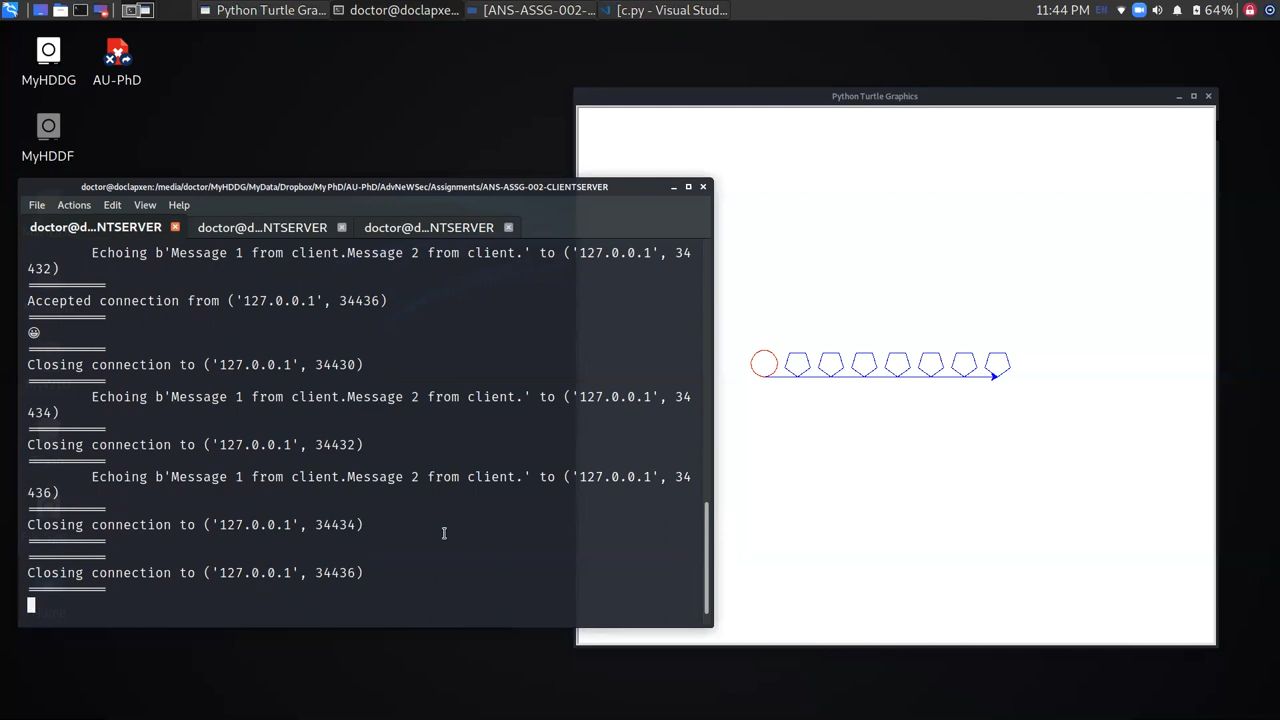 Python Turtle Gra...
doctor@doclapxe...
[ANS-ASSG-002-...
[c.py - Visual Stud...
11:44 PM
EN
64%
MyHDDG
AU-PhD
MyHDDF
Python Turtle Graphics
doctor@doclapxen: /media/doctor/MyHDDG/MyData/Dropbox/My PhD/AU-PhD/AdvNeWSec/Assignments/ANS-ASSG-002-CLIENTSERVER
File Actions Edit View Help
doctor@d...NTSERVER
doctor@d...NTSERVER
doctor@d...NTSERVER
Echoing b'Message 1 from client.Message 2 from client.' to ('127.0.0.1', 34
432)
══════════
Accepted connection from ('127.0.0.1', 34436)
══════════
😀
══════════
Closing connection to ('127.0.0.1', 34430)
══════════
Echoing b'Message 1 from client.Message 2 from client.' to ('127.0.0.1', 34
434)
══════════
Closing connection to ('127.0.0.1', 34432)
══════════
Echoing b'Message 1 from client.Message 2 from client.' to ('127.0.0.1', 34
436)
══════════
Closing connection to ('127.0.0.1', 34434)
══════════
══════════
Closing connection to ('127.0.0.1', 34436)
══════════